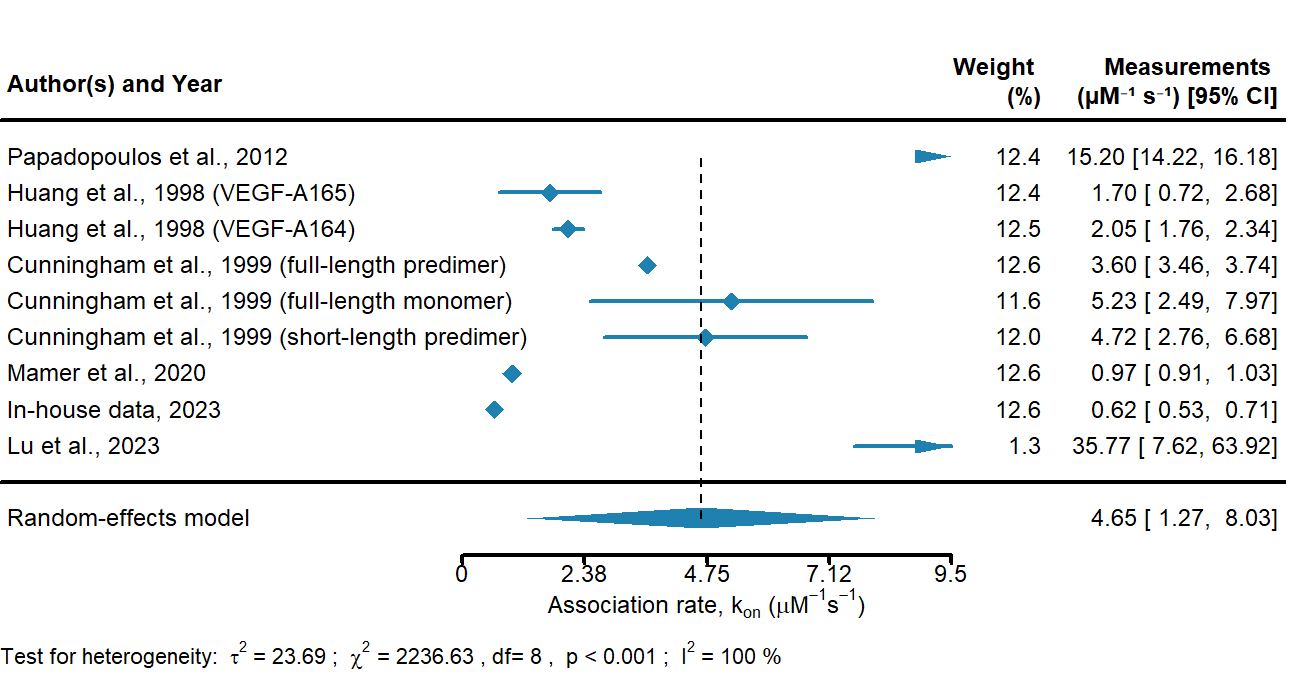 Author(s) and Year Weight (%) Measurements (µM⁻¹ s⁻¹) [95% CI]
Papadopoulos et al., 2012 12.4 15.20 [14.22, 16.18]
Huang et al., 1998 (VEGF-A165) 12.4 1.70 [ 0.72, 2.68]
Huang et al., 1998 (VEGF-A164) 12.5 2.05 [ 1.76, 2.34]
Cunningham et al., 1999 (full-length predimer) 12.6 3.60 [ 3.46, 3.74]
Cunningham et al., 1999 (full-length monomer) 11.6 5.23 [ 2.49, 7.97]
Cunningham et al., 1999 (short-length predimer) 12.0 4.72 [ 2.76, 6.68]
Mamer et al., 2020 12.6 0.97 [ 0.91, 1.03]
In-house data, 2023 12.6 0.62 [ 0.53, 0.71]
Lu et al., 2023 1.3 35.77 [ 7.62, 63.92]
Random-effects model 4.65 [ 1.27, 8.03]
0 2.38 4.75 7.12 9.5
Association rate, kon (µM⁻¹s⁻¹)
Test for heterogeneity: τ² = 23.69 ; χ² = 2236.63 , df= 8 , p < 0.001 ; I² = 100 %